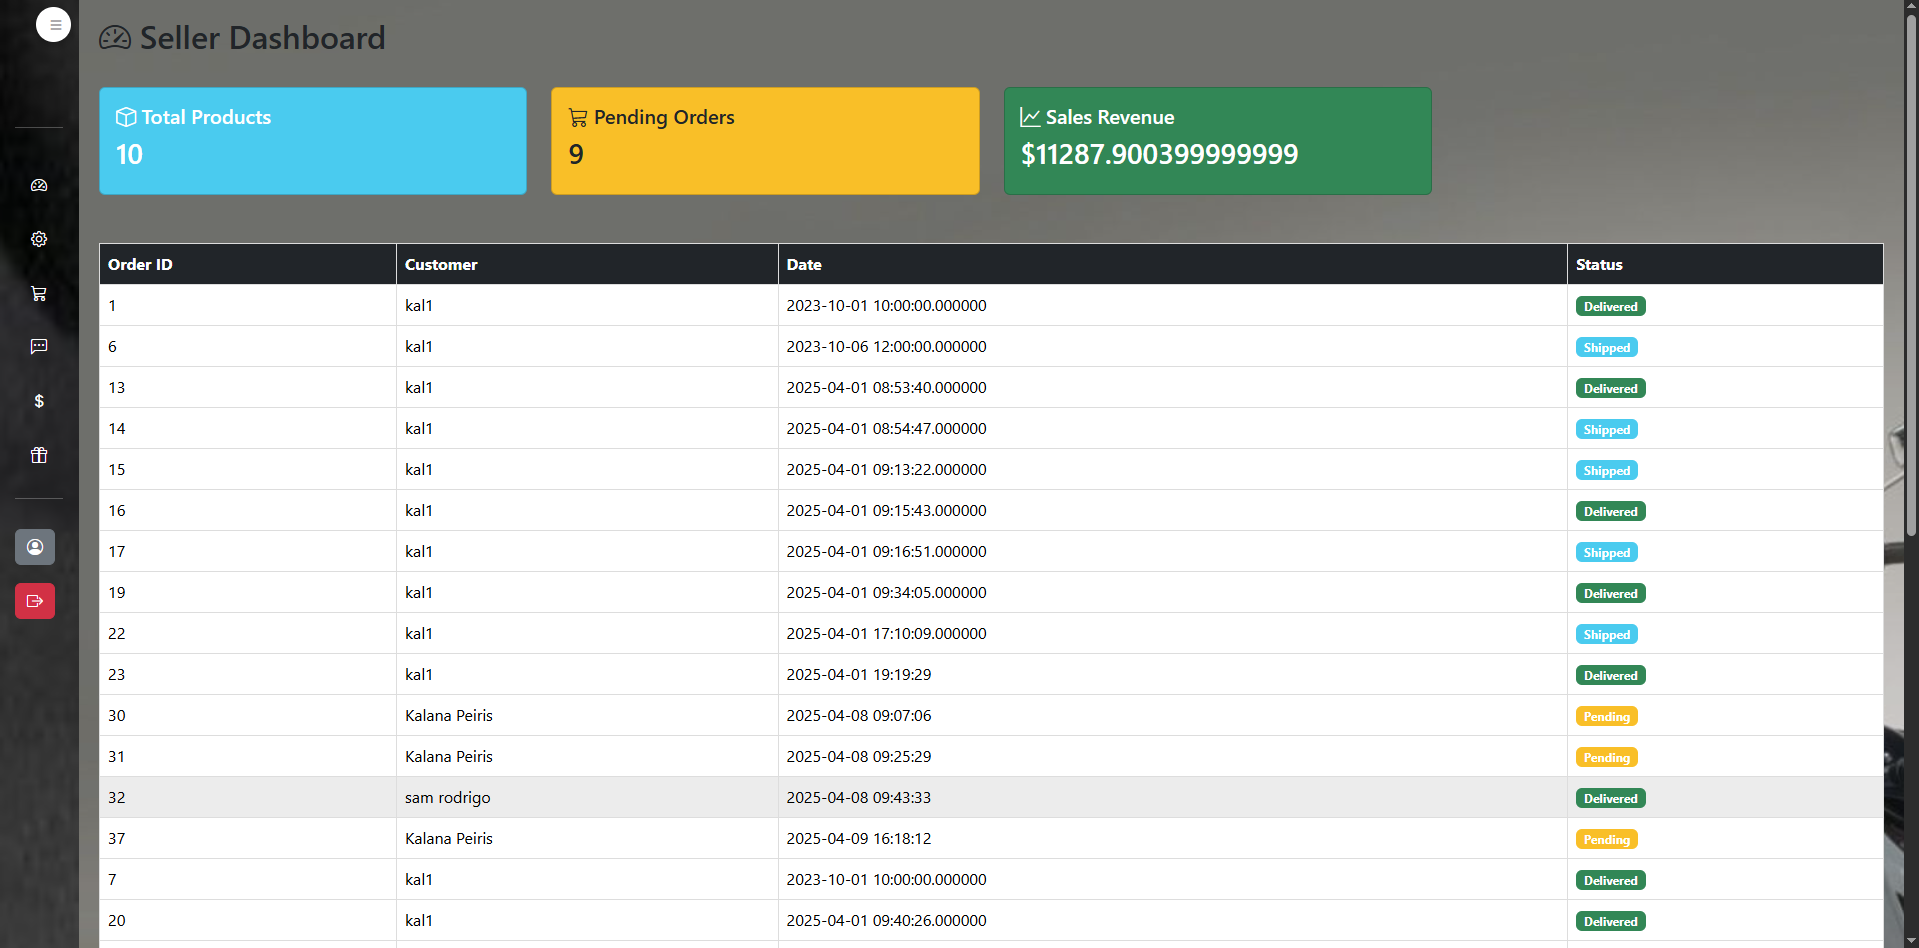 Seller Dashboard
Total Products
10
Pending Orders
9
Sales Revenue
$11287.900399999999
Order ID Customer Date Status
1 kal1 2023-10-01 10:00:00.000000 Delivered
6 kal1 2023-10-06 12:00:00.000000 Shipped
13 kal1 2025-04-01 08:53:40.000000 Delivered
14 kal1 2025-04-01 08:54:47.000000 Shipped
15 kal1 2025-04-01 09:13:22.000000 Shipped
16 kal1 2025-04-01 09:15:43.000000 Delivered
17 kal1 2025-04-01 09:16:51.000000 Shipped
19 kal1 2025-04-01 09:34:05.000000 Delivered
22 kal1 2025-04-01 17:10:09.000000 Shipped
23 kal1 2025-04-01 19:19:29 Delivered
30 Kalana Peiris 2025-04-08 09:07:06 Pending
31 Kalana Peiris 2025-04-08 09:25:29 Pending
32 sam rodrigo 2025-04-08 09:43:33 Delivered
37 Kalana Peiris 2025-04-09 16:18:12 Pending
7 kal1 2023-10-01 10:00:00.000000 Delivered
20 kal1 2025-04-01 09:40:26.000000 Delivered